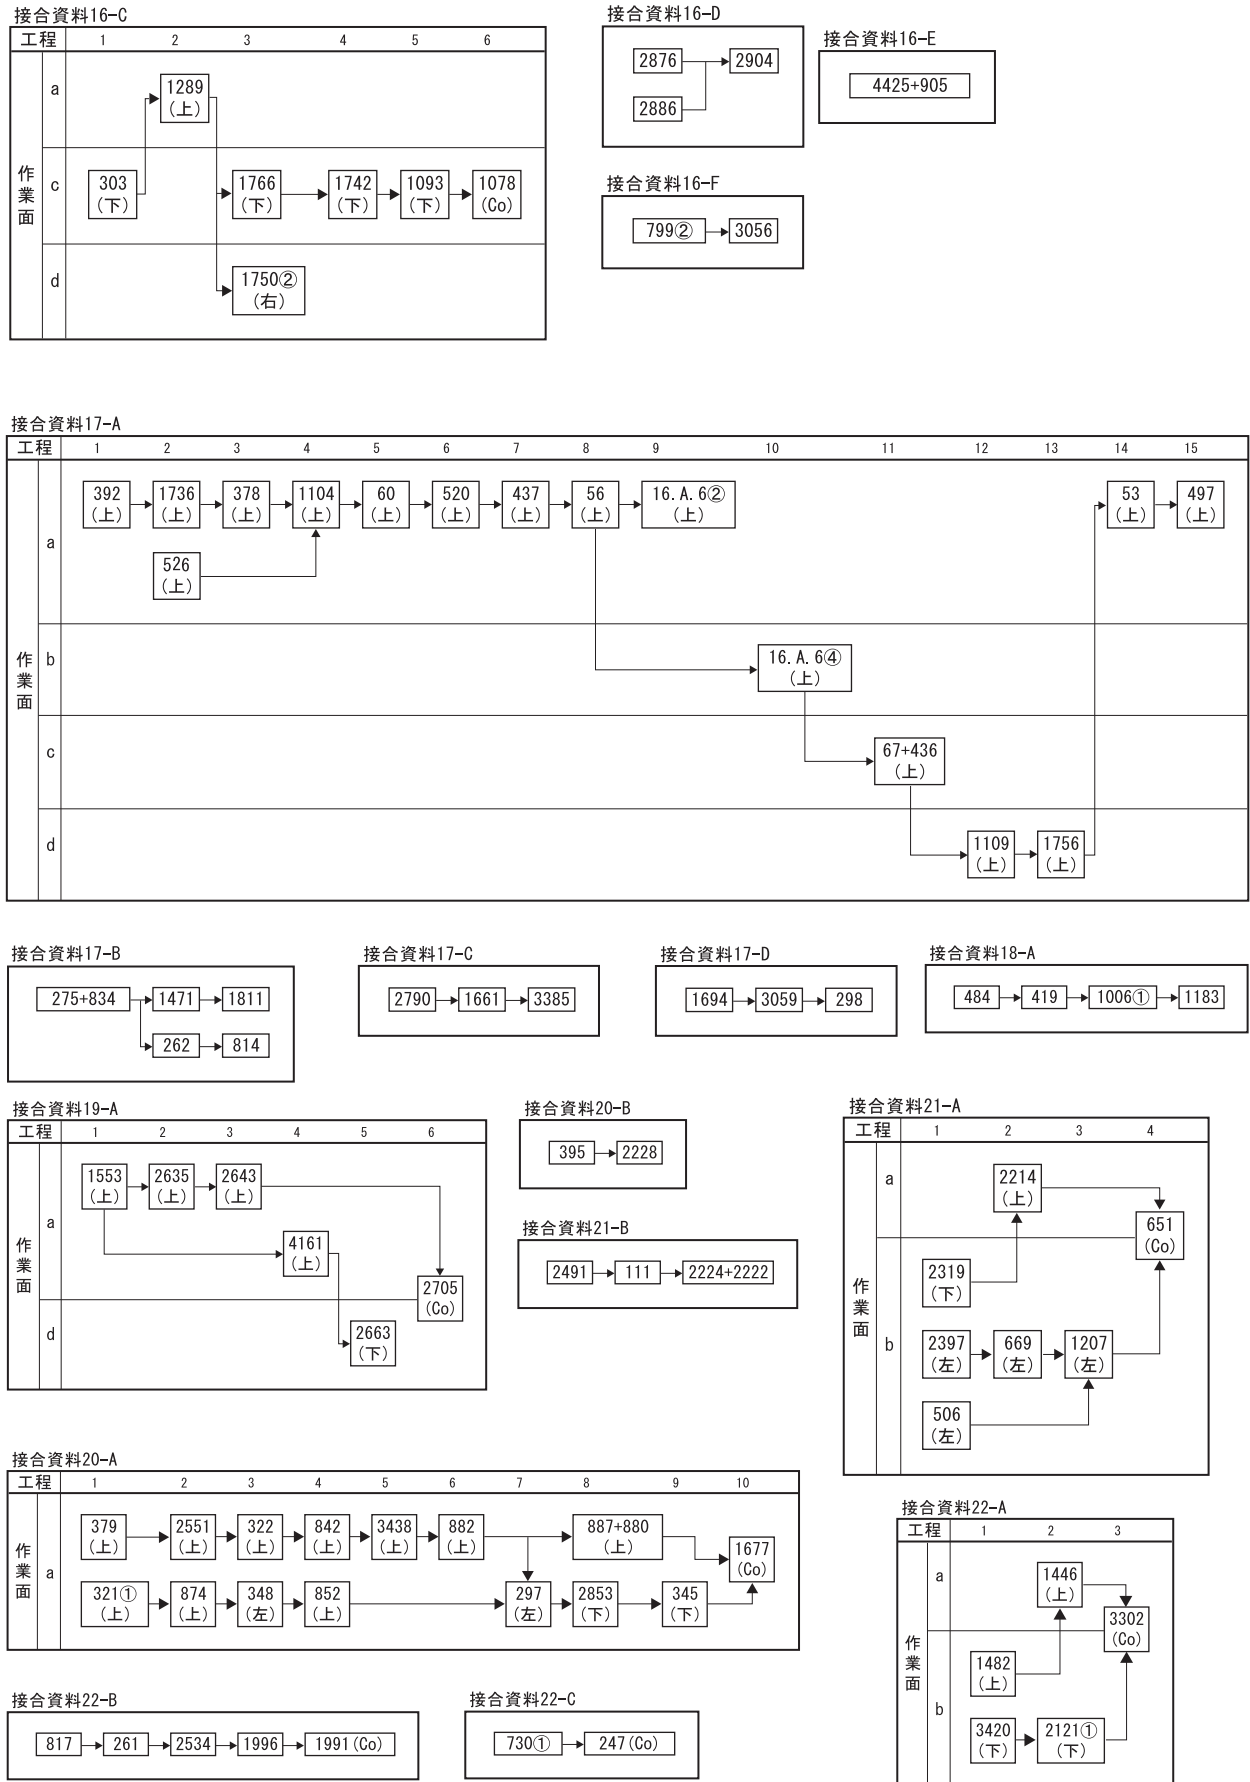 接合資料16-C
工程 1 2 3 4 5 6
作業面
a
1289
(上)
c
303
(下)
1766
(下)
1742
(下)
1093
(下)
1078
(Co)
d
1750②
(右)
接合資料16-D
2876
2904
2886
接合資料16-E
4425+905
接合資料16-F
799②
3056
接合資料17-A
工程 1 2 3 4 5 6 7 8 9 10 11 12 13 14 15
作業面
a
392
(上)
1736
(上)
378
(上)
1104
(上)
60
(上)
520
(上)
437
(上)
56
(上)
16.A.6②
(上)
53
(上)
497
(上)
526
(上)
b
16.A.6④
(上)
c
67+436
(上)
d
1109
(上)
1756
(上)
接合資料17-B
275+834
1471
1811
262
814
接合資料17-C
2790
1661
3385
接合資料17-D
1694
3059
298
接合資料18-A
484
419
1006①
1183
接合資料19-A
工程 1 2 3 4 5 6
作業面
a
1553
(上)
2635
(上)
2643
(上)
4161
(上)
2705
(Co)
d
2663
(下)
接合資料20-B
395
2228
接合資料21-B
2491
111
2224+2222
接合資料21-A
工程 1 2 3 4
作業面
a
2214
(上)
651
(Co)
b
2319
(下)
2397
(左)
669
(左)
1207
(左)
506
(左)
接合資料20-A
工程 1 2 3 4 5 6 7 8 9 10
作業面
a
379
(上)
2551
(上)
322
(上)
842
(上)
3438
(上)
882
(上)
887+880
(上)
1677
(Co)
321①
(上)
874
(上)
348
(左)
852
(上)
297
(左)
2853
(下)
345
(下)
接合資料22-A
工程 1 2 3
作業面
a
1446
(上)
3302
(Co)
b
1482
(上)
3420
(下)
2121①
(下)
接合資料22-B
817
261
2534
1996
1991(Co)
接合資料22-C
730①
247(Co)